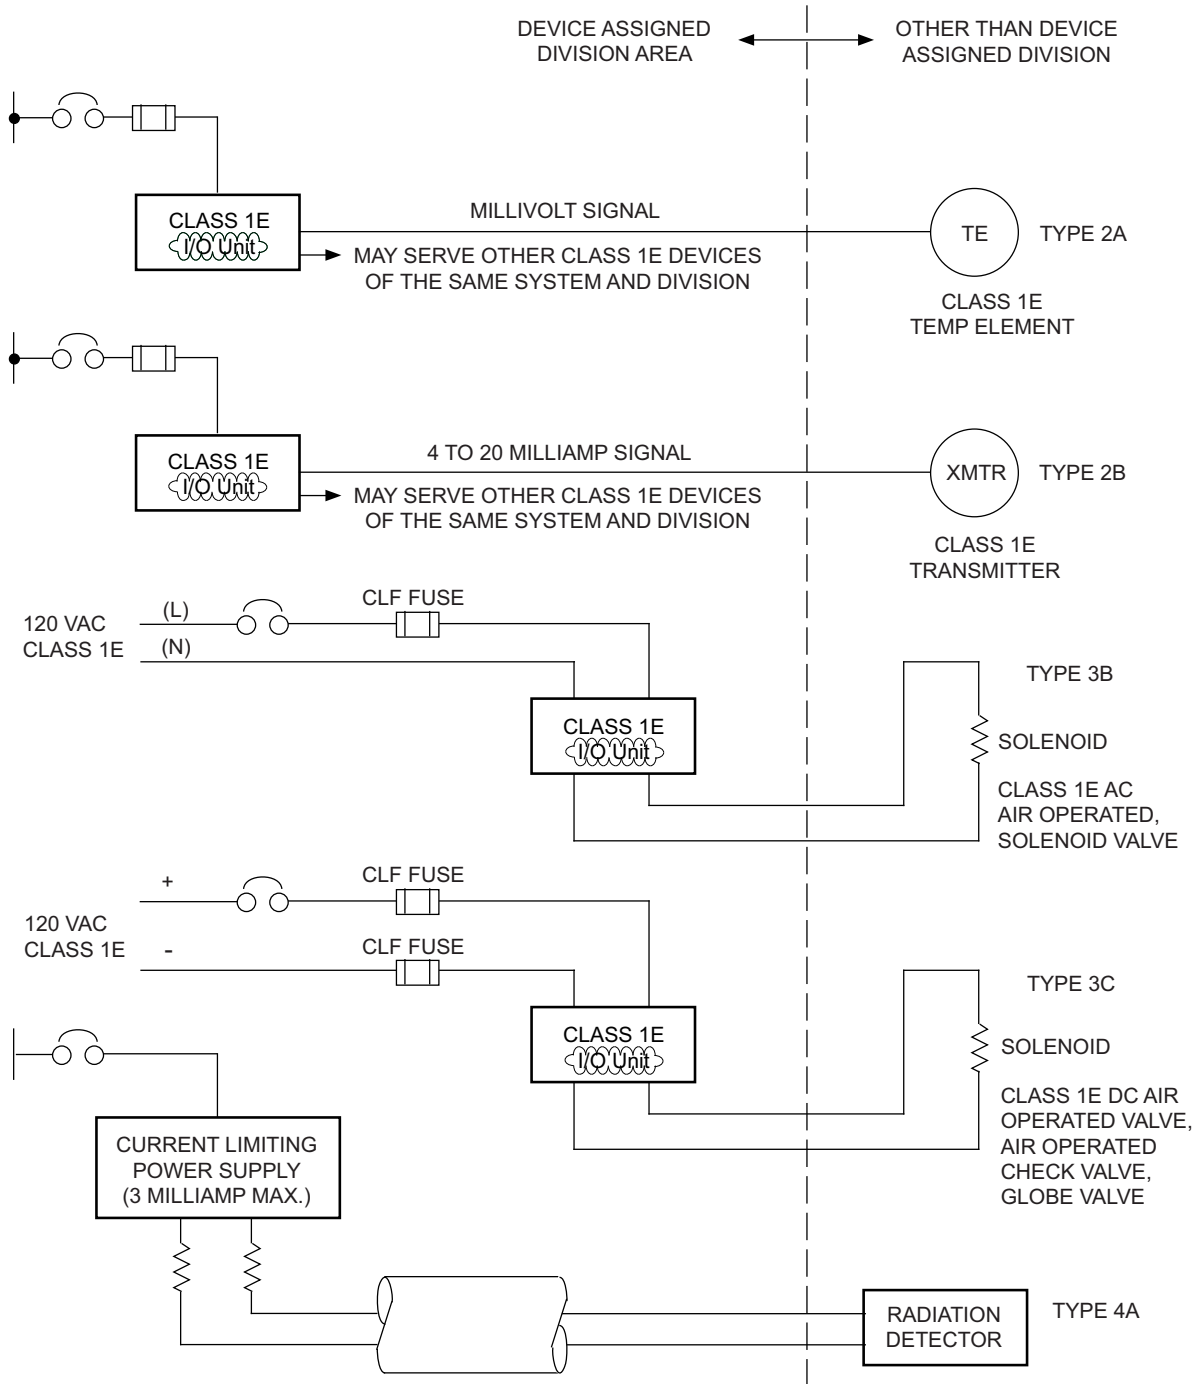 DEVICE ASSIGNED
DIVISION AREA
OTHER THAN DEVICE
ASSIGNED DIVISION
CLASS 1E
I/O Unit
MILLIVOLT SIGNAL
MAY SERVE OTHER CLASS 1E DEVICES
OF THE SAME SYSTEM AND DIVISION
TE
TYPE 2A
CLASS 1E
TEMP ELEMENT
CLASS 1E
I/O Unit
4 TO 20 MILLIAMP SIGNAL
MAY SERVE OTHER CLASS 1E DEVICES
OF THE SAME SYSTEM AND DIVISION
XMTR
TYPE 2B
CLASS 1E
TRANSMITTER
120 VAC
CLASS 1E
(L)
(N)
CLF FUSE
CLASS 1E
I/O Unit
TYPE 3B
SOLENOID
CLASS 1E AC
AIR OPERATED,
SOLENOID VALVE
120 VAC
CLASS 1E
+
-
CLF FUSE
CLF FUSE
CLASS 1E
I/O Unit
TYPE 3C
SOLENOID
CLASS 1E DC AIR
OPERATED VALVE,
AIR OPERATED
CHECK VALVE,
GLOBE VALVE
CURRENT LIMITING
POWER SUPPLY
(3 MILLIAMP MAX.)
RADIATION
DETECTOR
TYPE 4A